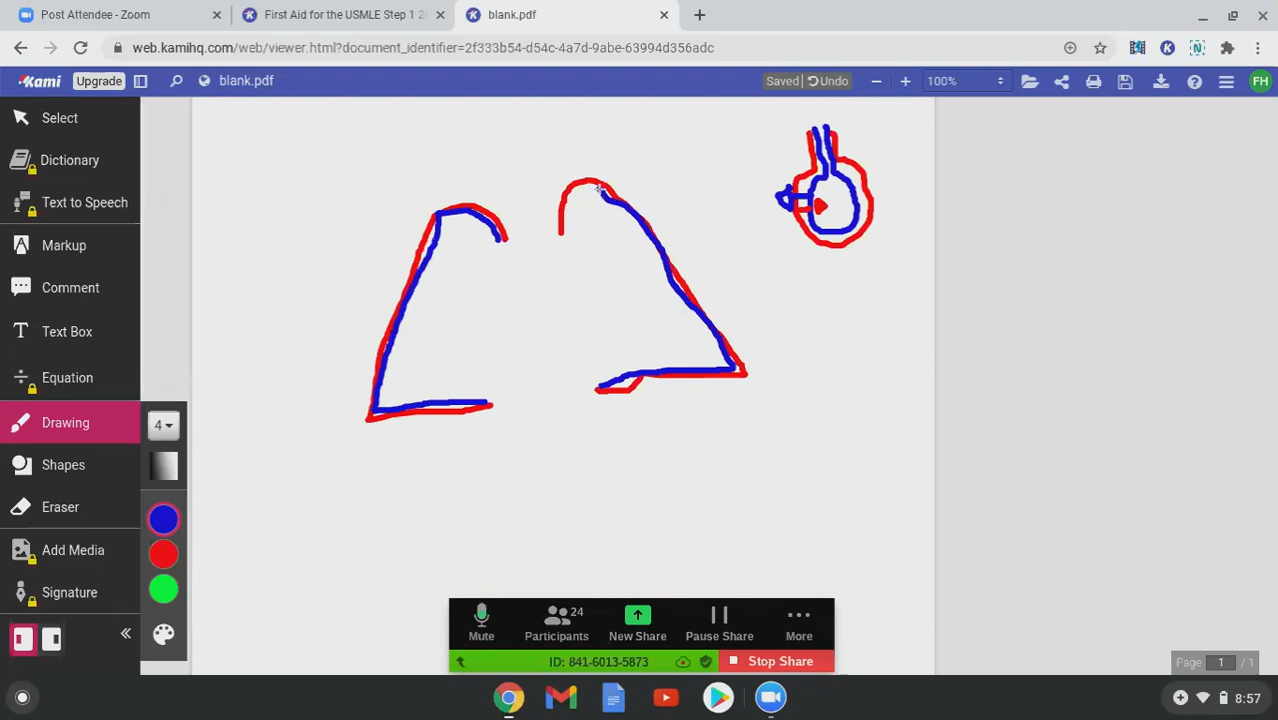 Post Attendee - Zoom
First Aid for the USMLE Step 1 2
blank.pdf
web.kamihq.com/web/viewer.html?document_identifier=2f333b54-d54c-4a7d-9abe-63994d356adc
Kami
Upgrade
blank.pdf
Saved
Undo
100%
FH
Select
Dictionary
Text to Speech
Markup
Comment
Text Box
Equation
Drawing
4
Shapes
Eraser
Add Media
Signature
24
Mute
Participants
New Share
Pause Share
More
ID: 841-6013-5873
Stop Share
Page 1 / 1
8:57